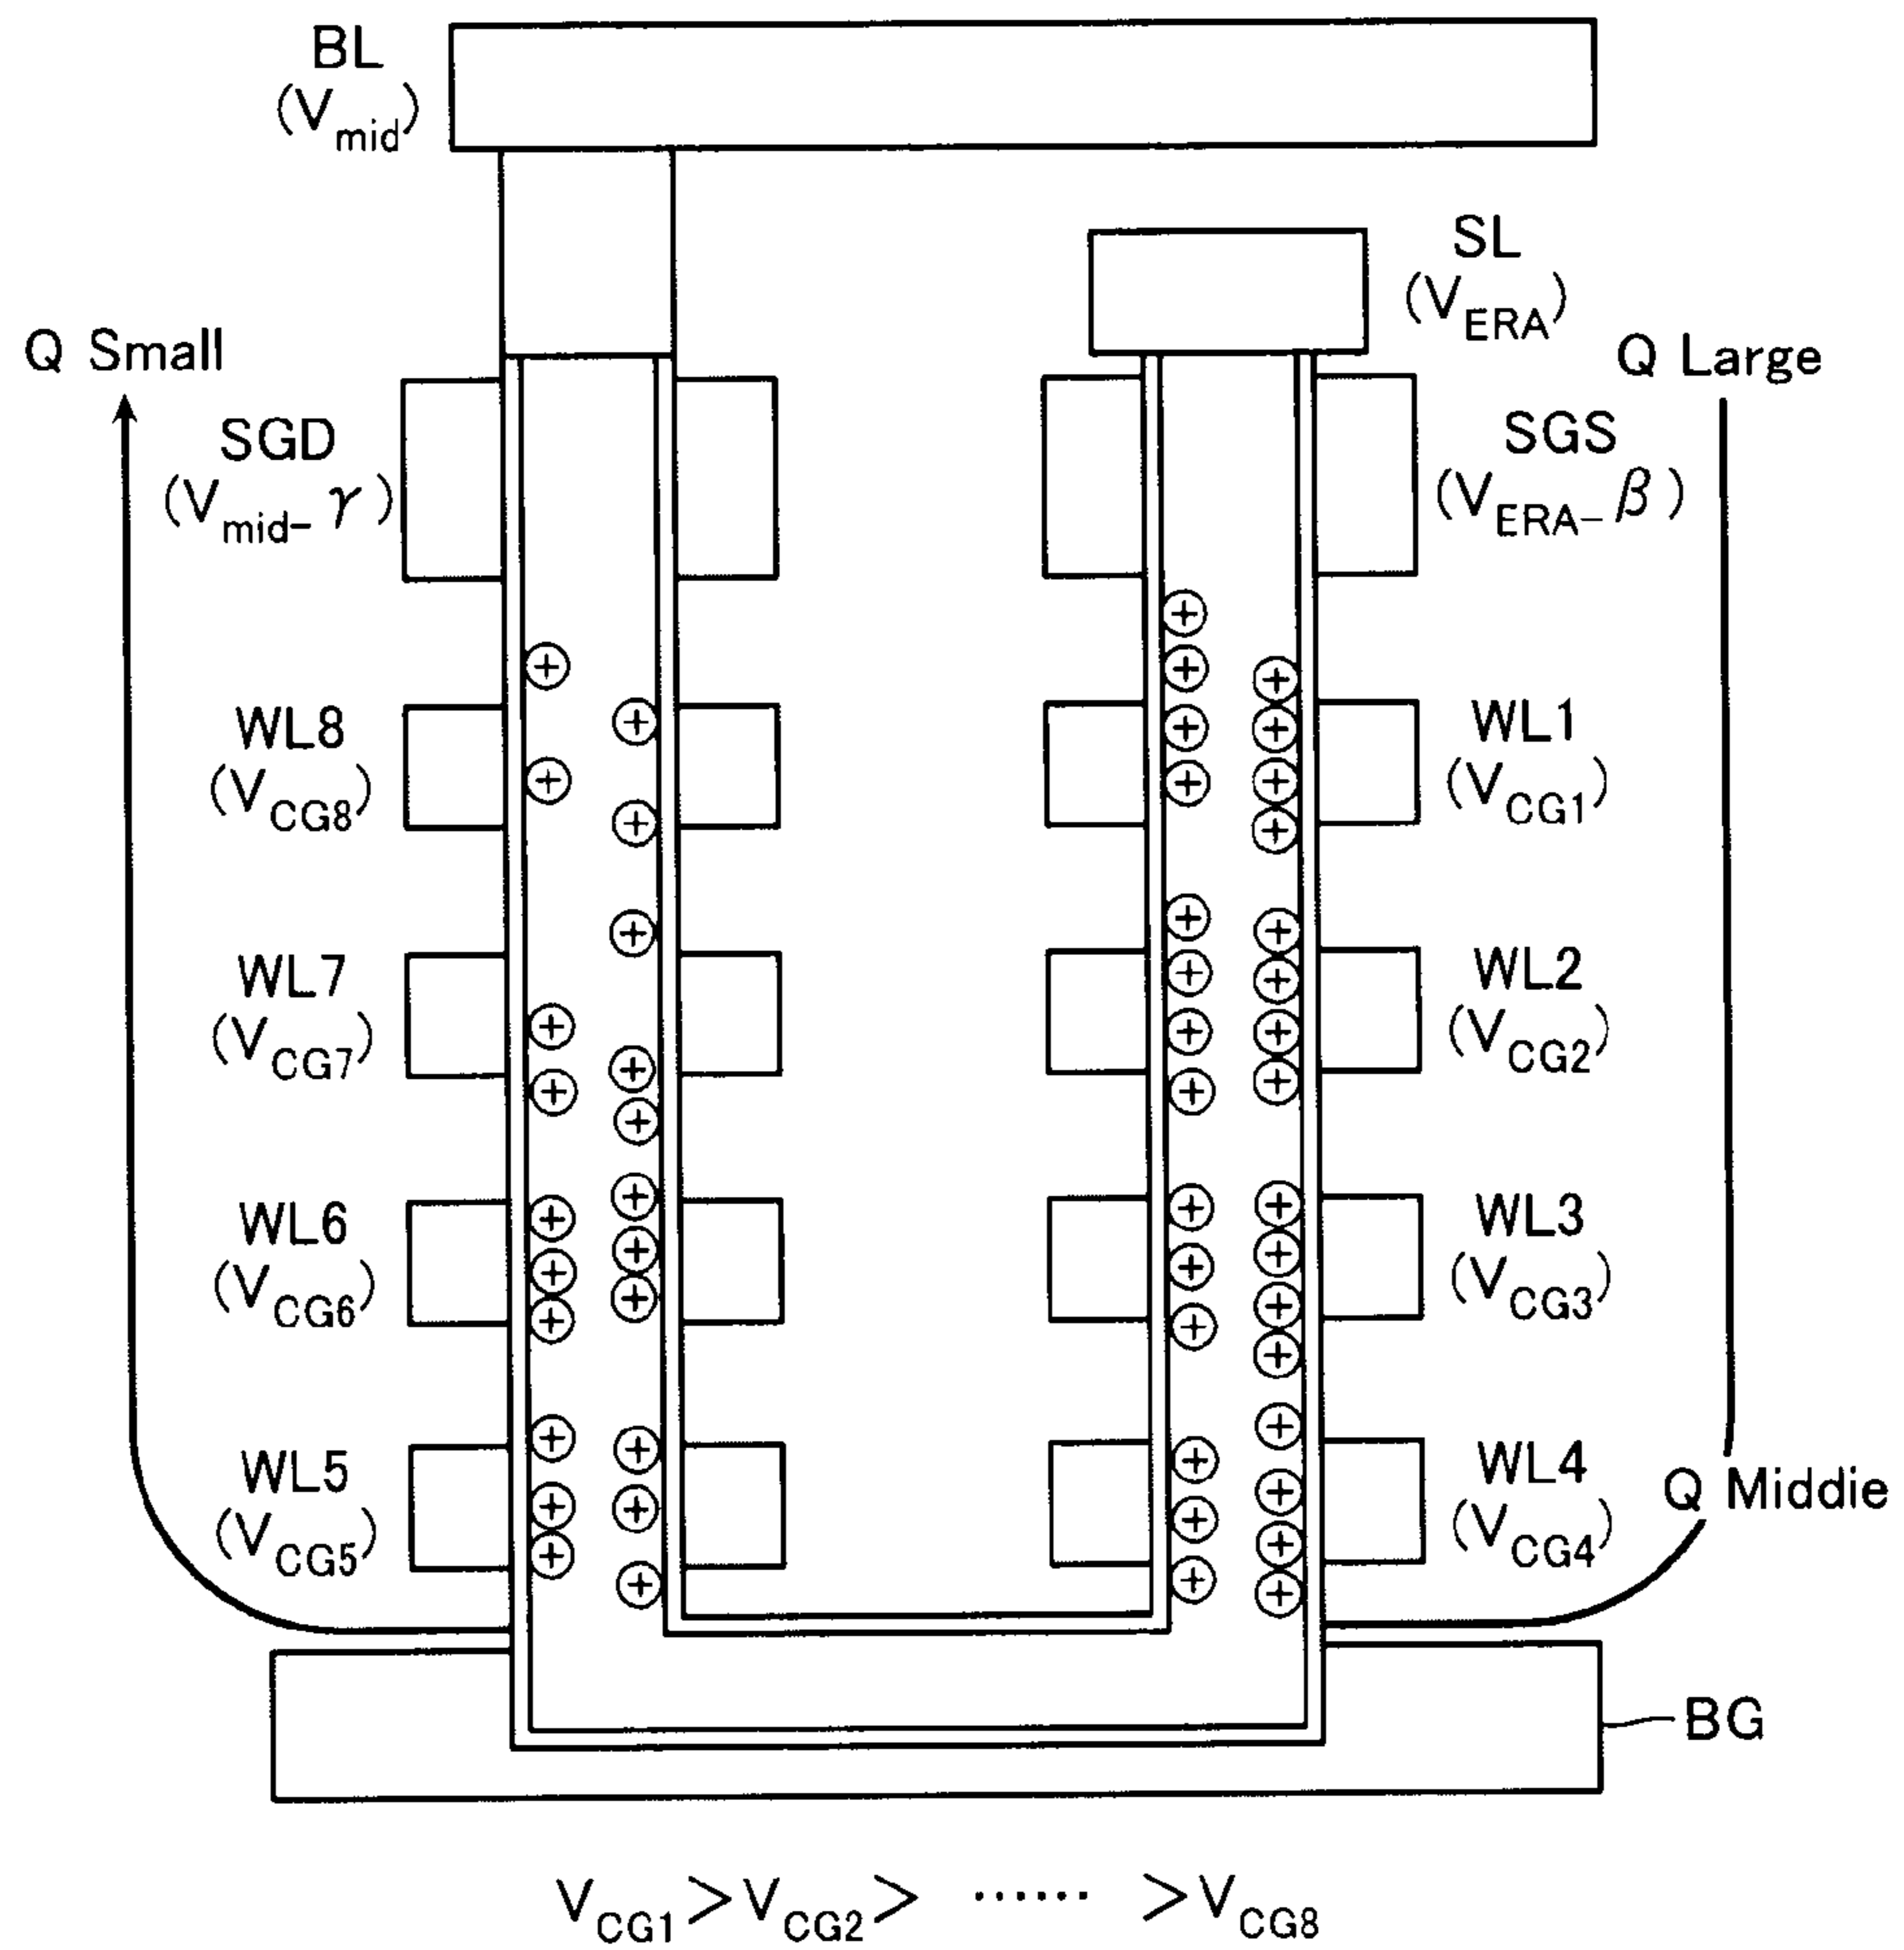 BL
(Vmid)
SL
(VERA)
Q Small
Q Large
SGD
(Vmid-γ)
SGS
(VERA-β)
WL8
(VCG8)
WL1
(VCG1)
WL7
(VCG7)
WL2
(VCG2)
WL6
(VCG6)
WL3
(VCG3)
WL5
(VCG5)
WL4
(VCG4)
Q Middie
BG
VCG1>VCG2> ······ >VCG8